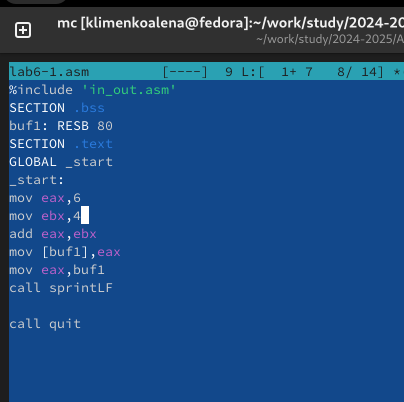 mc [klimenkoalena@fedora]:~/work/study/2024-20
~/work/study/2024-2025/A
lab6-1.asm [----] 9 L:[ 1+ 7 8/ 14] *
%include 'in_out.asm'
SECTION .bss
buf1: RESB 80
SECTION .text
GLOBAL _start
_start:
mov eax,6
mov ebx,4
add eax,ebx
mov [buf1],eax
mov eax,buf1
call sprintLF
call quit